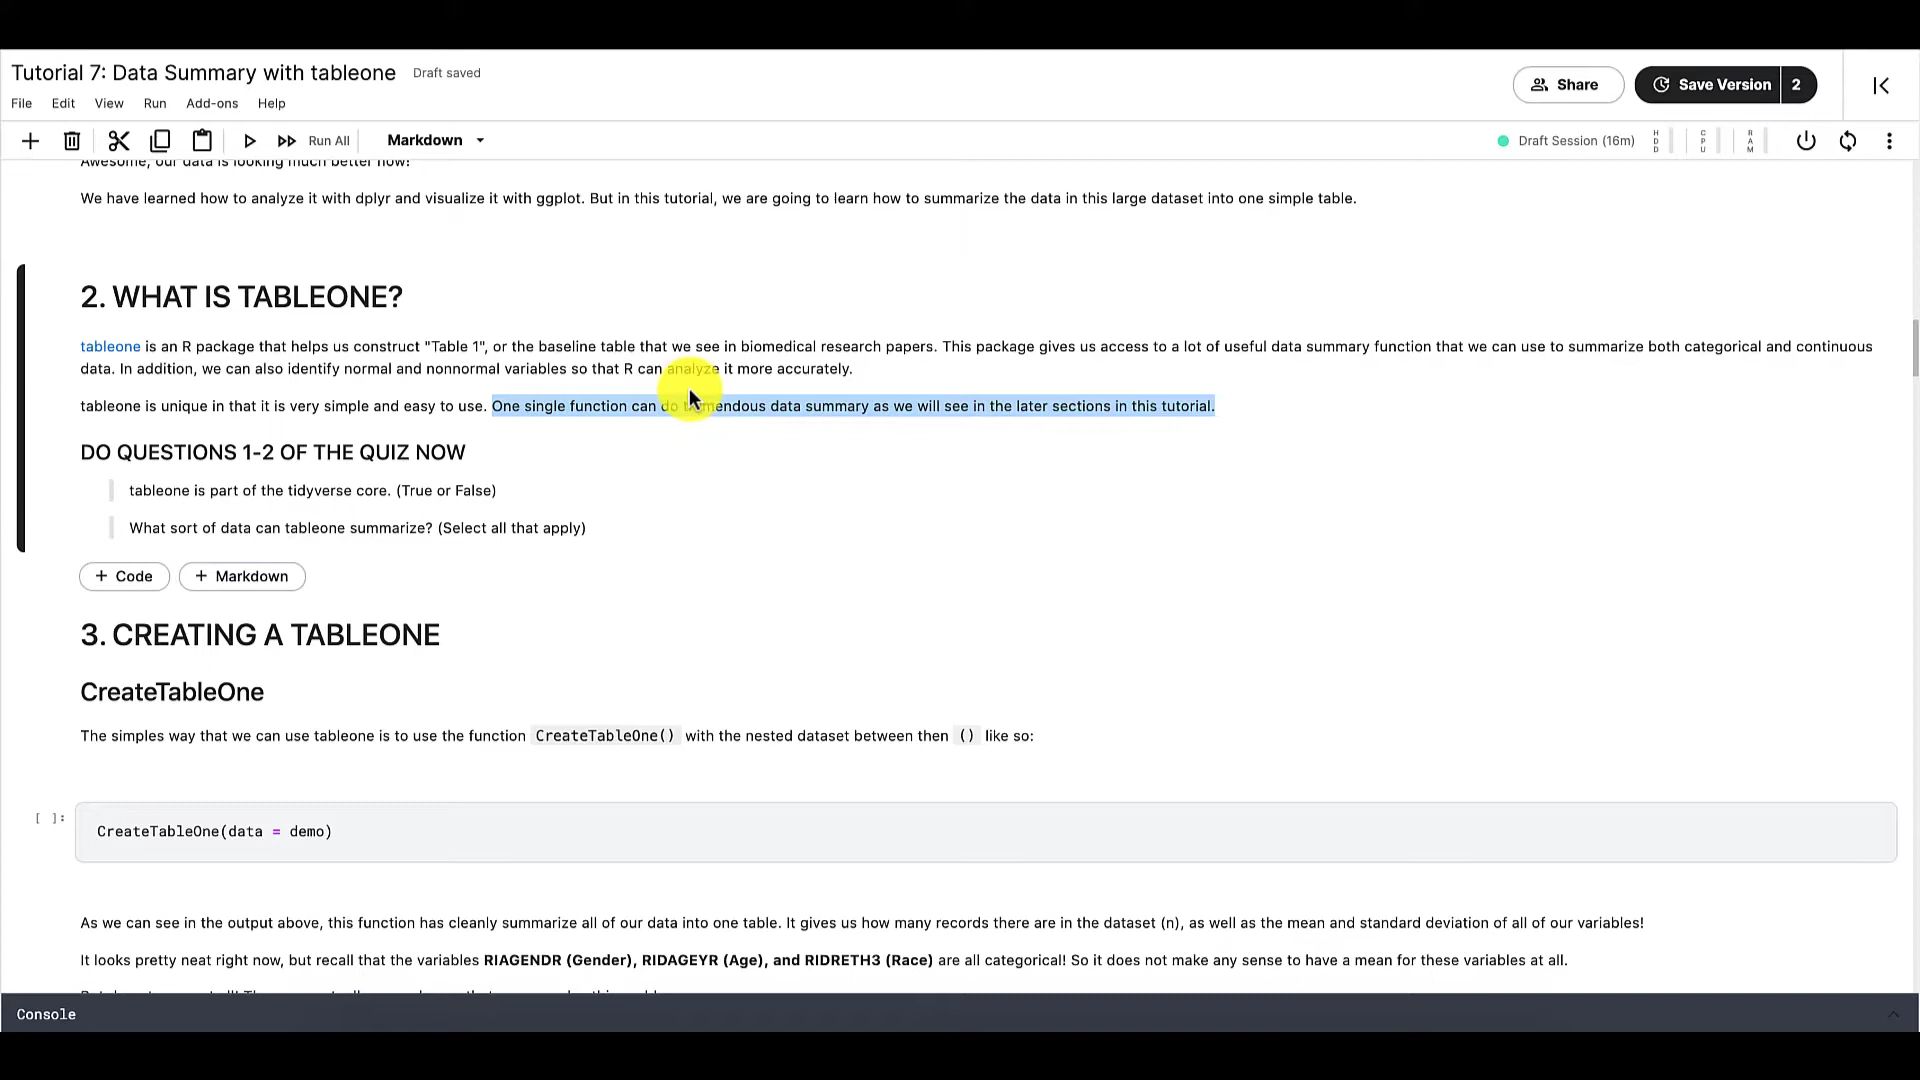 Tutorial 7: Data Summary with tableone Draft saved
Share
Save Version 2
File Edit View Run Add-ons Help
Run All Markdown
Draft Session (16m) HDD CPU RAM
Awesome, our data is looking much better now!
We have learned how to analyze it with dplyr and visualize it with ggplot. But in this tutorial, we are going to learn how to summarize the data in this large dataset into one simple table.
2. WHAT IS TABLEONE?
tableone is an R package that helps us construct "Table 1", or the baseline table that we see in biomedical research papers. This package gives us access to a lot of useful data summary function that we can use to summarize both categorical and continuous
data. In addition, we can also identify normal and nonnormal variables so that R can analyze it more accurately.
tableone is unique in that it is very simple and easy to use. One single function can do tremendous data summary as we will see in the later sections in this tutorial.
DO QUESTIONS 1-2 OF THE QUIZ NOW
tableone is part of the tidyverse core. (True or False)
What sort of data can tableone summarize? (Select all that apply)
+ Code + Markdown
3. CREATING A TABLEONE
CreateTableOne
The simples way that we can use tableone is to use the function CreateTableOne() with the nested dataset between then () like so:
[ ]:
CreateTableOne(data = demo)
As we can see in the output above, this function has cleanly summarize all of our data into one table. It gives us how many records there are in the dataset (n), as well as the mean and standard deviation of all of our variables!
It looks pretty neat right now, but recall that the variables RIAGENDR (Gender), RIDAGEYR (Age), and RIDRETH3 (Race) are all categorical! So it does not make any sense to have a mean for these variables at all.
Console